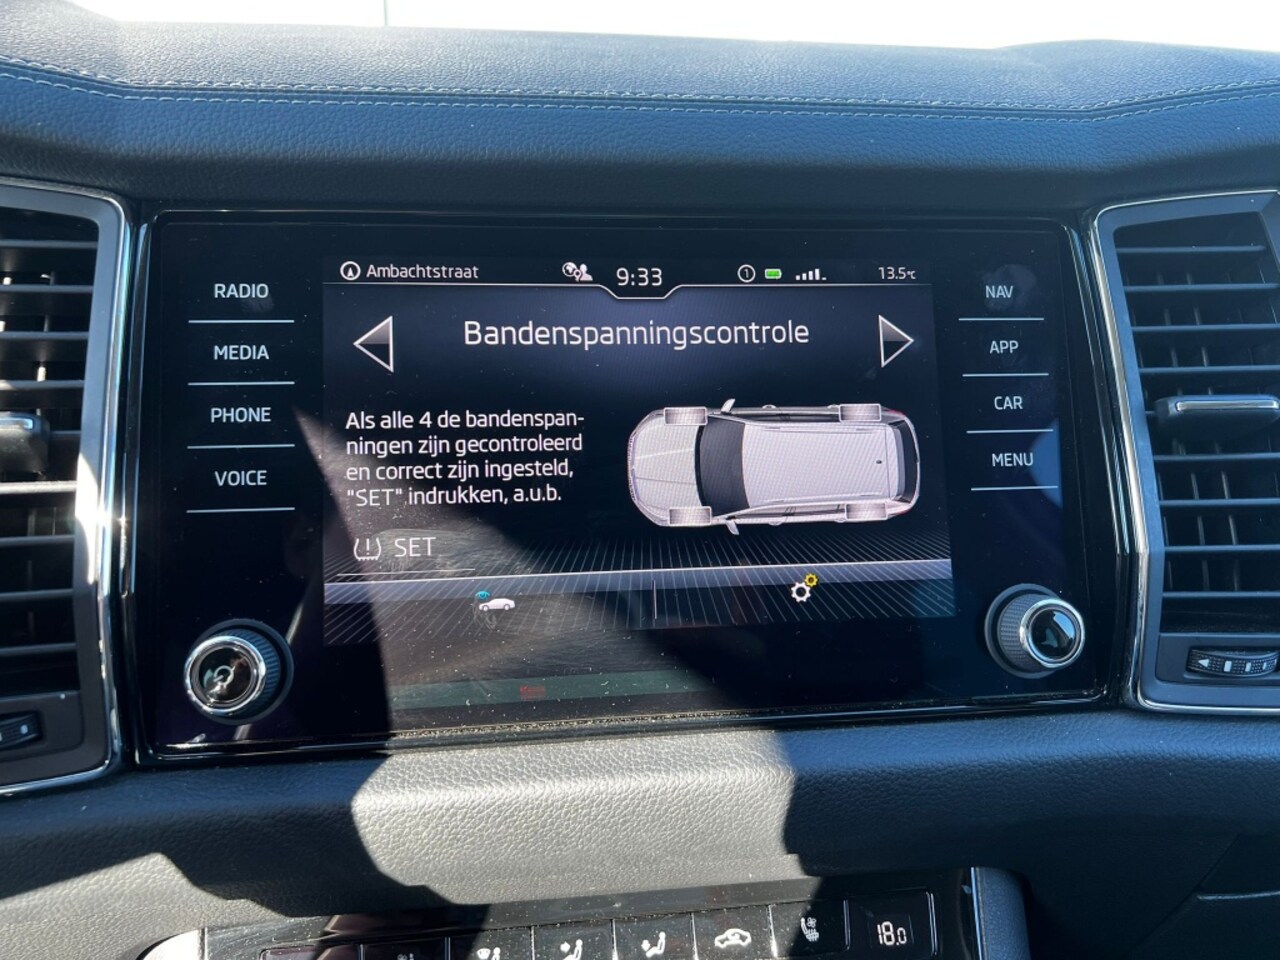 Ambachtstraat
9:33
1
13.5°C
RADIO
MEDIA
PHONE
VOICE
Bandenspanningscontrole
Als alle 4 de bandenspan-
ningen zijn gecontroleerd
en correct zijn ingesteld,
"SET" indrukken, a.u.b.
SET
NAV
APP
CAR
MENU
18.0